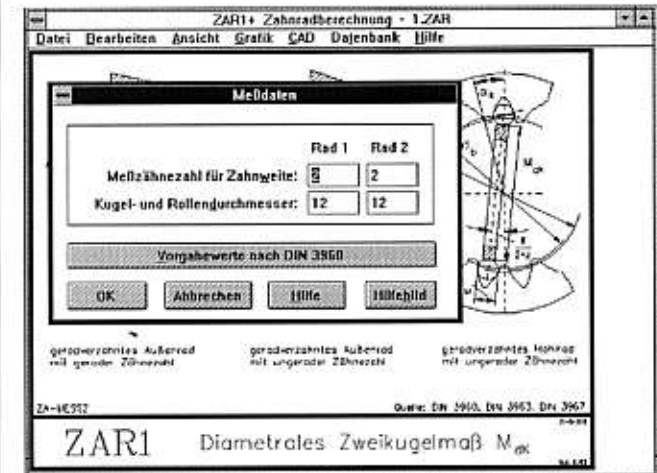 ZAR1+ Zahnradberechnung - 1.ZAR
Datei Bearbeiten Ansicht Grafik CAD Datenbank Hilfe
Meßdaten
Rad 1 Rad 2
Meßzähnezahl für Zahnweite: 2
Kugel- und Rollendurchmesser: 12 12
Vorgabewerte nach DIN 3960
OK Abbrechen Hilfe Hilfebild
geradverzahntes Außenrad
mit gerader Zähnezahl
geradverzahntes Außenrad
mit ungerader Zähnezahl
geradverzahntes Hohlrad
mit ungerader Zähnezahl
Quelle: DIN 3960, DIN 3963, DIN 3967
ZAR1 Diametrales Zweikugelmaß M dK